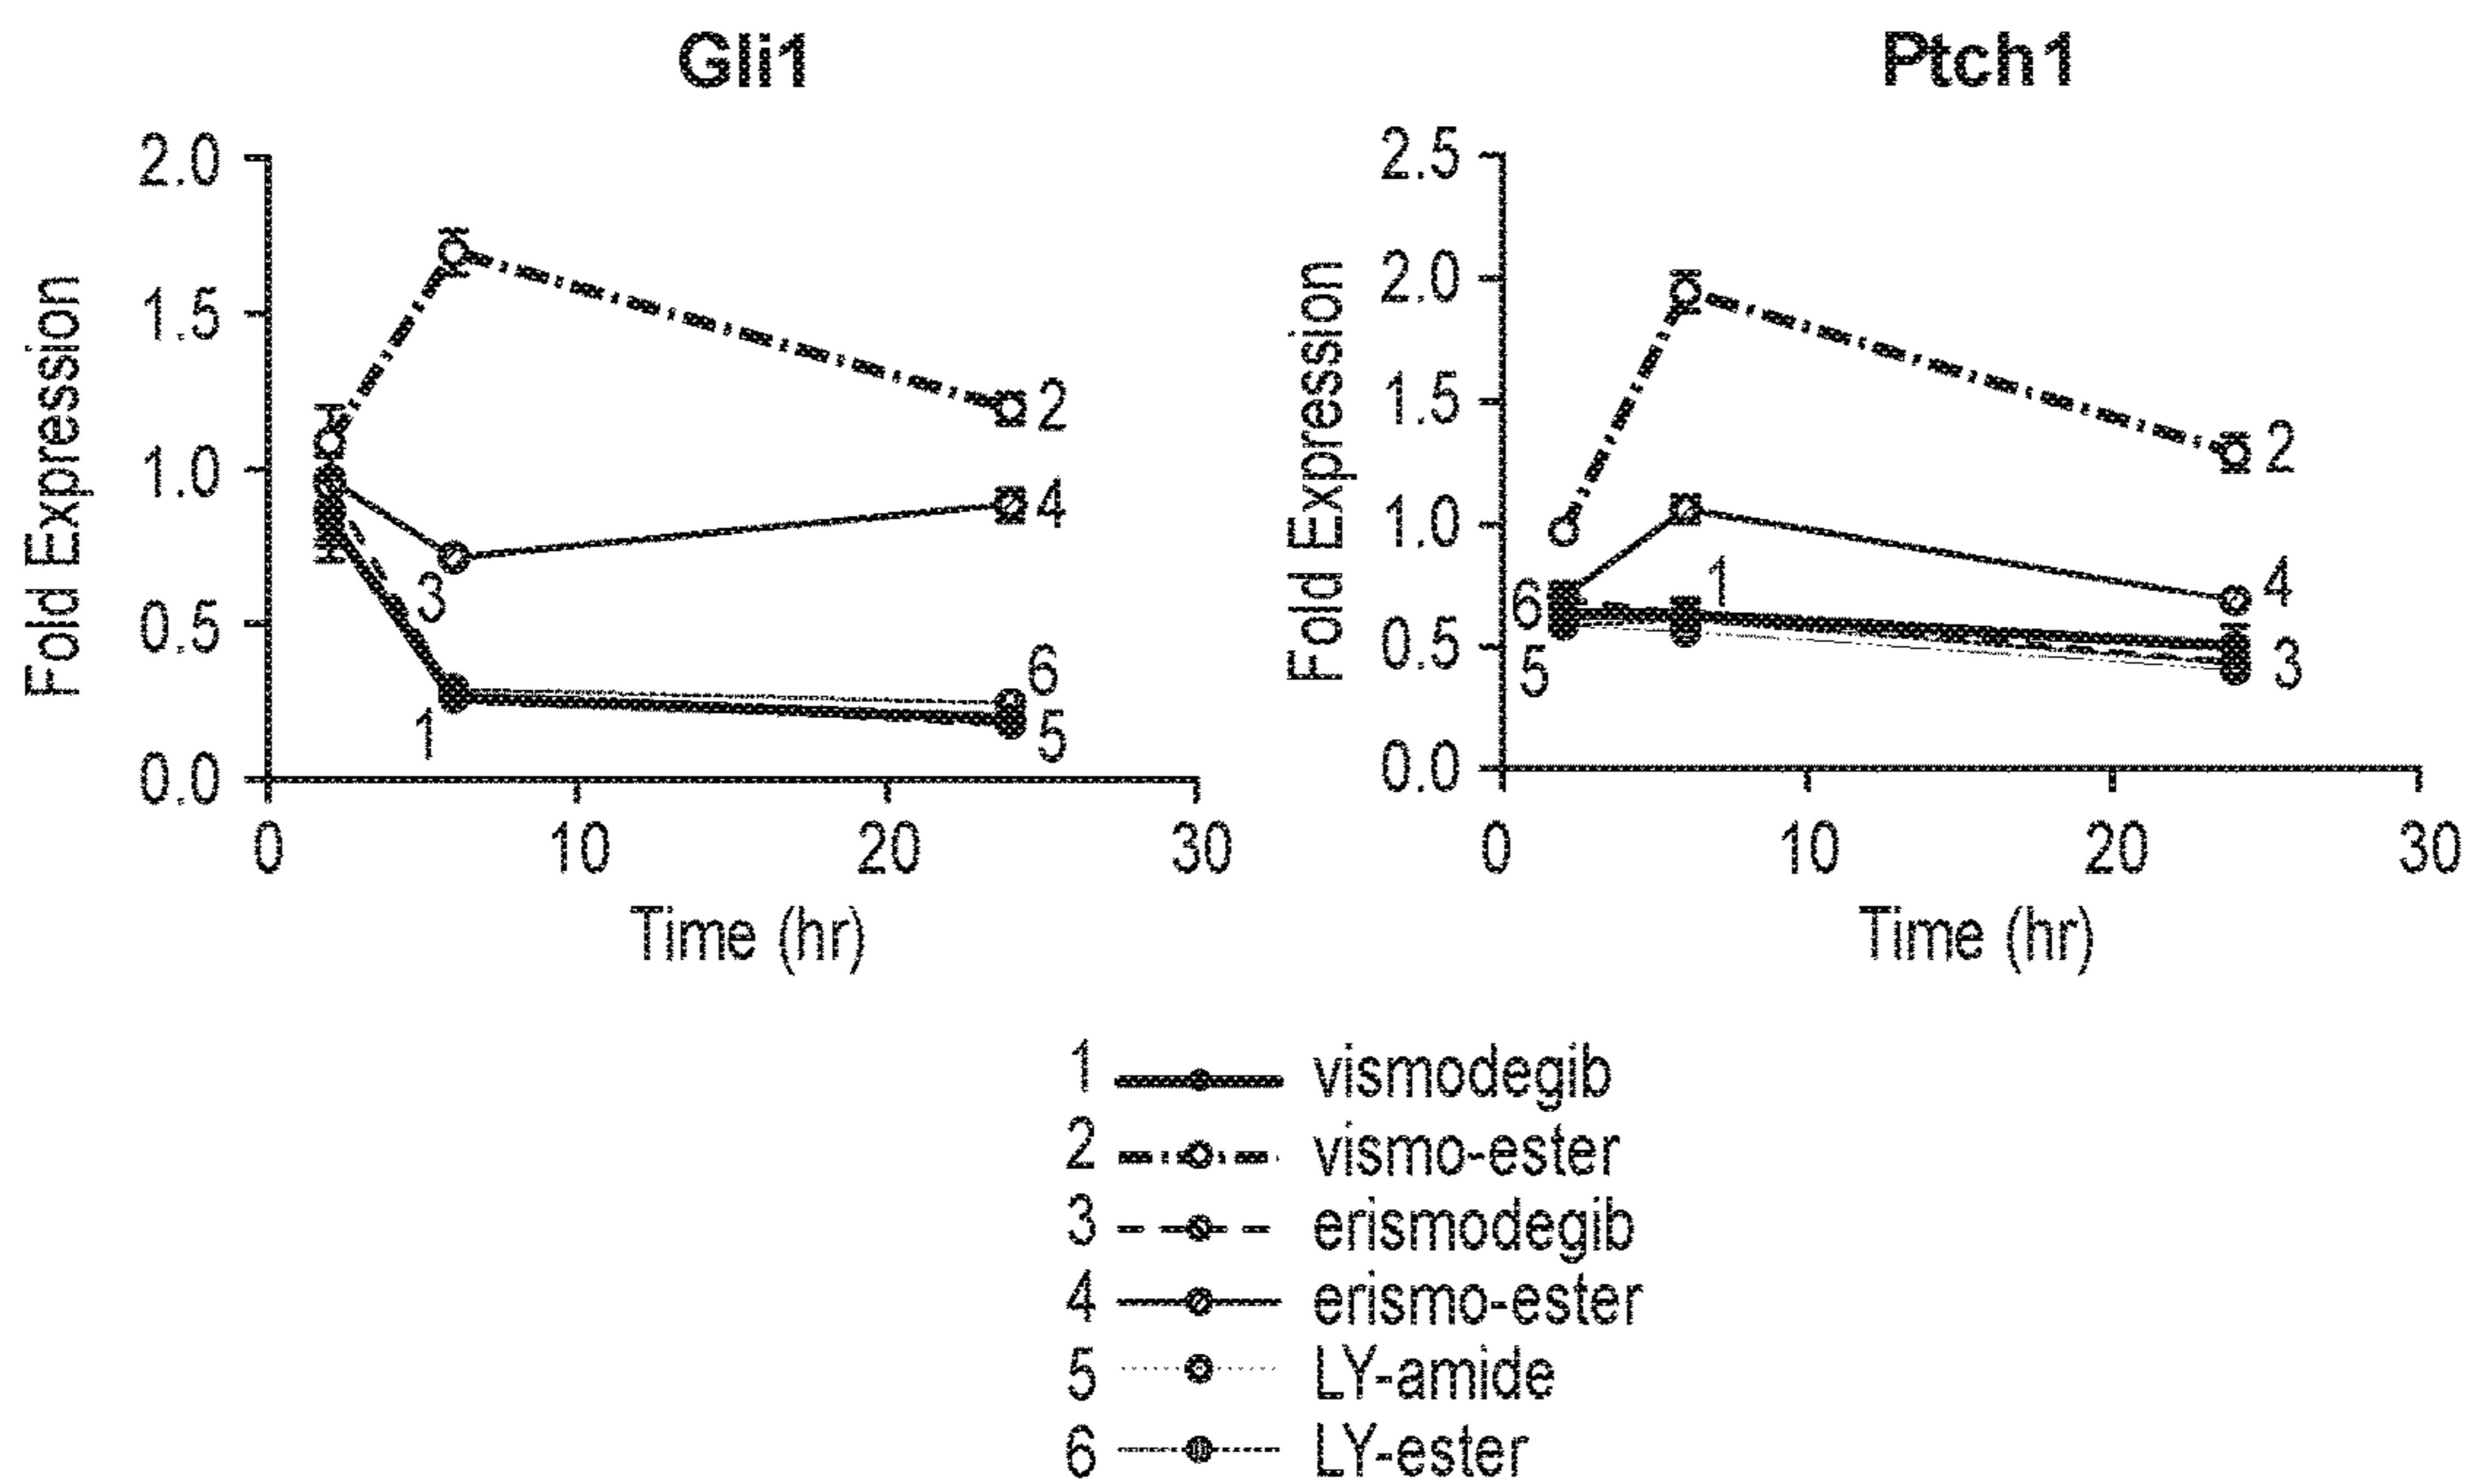 Gli1
Fold Expression
2.0
1.5
1.0
0.5
0.0
2
4
3
1
6
5
0
10
20
30
Time (hr)
Ptch1
Fold Expression
2.5
2.0
1.5
1.0
0.5
0.0
2
4
1
6
5
3
0
10
20
30
Time (hr)
1 vismodegib
2 vismo-ester
3 erismodegib
4 erismo-ester
5 LY-amide
6 LY-ester